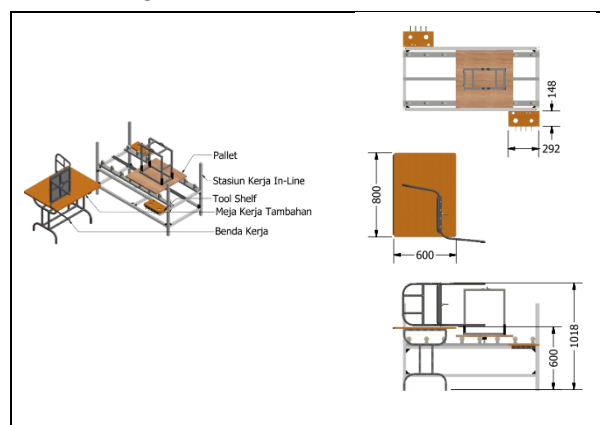 Pallet
Stasiun Kerja In-Line
Tool Shelf
Meja Kerja Tambahan
Benda Kerja
148
292
800
600
600
1018